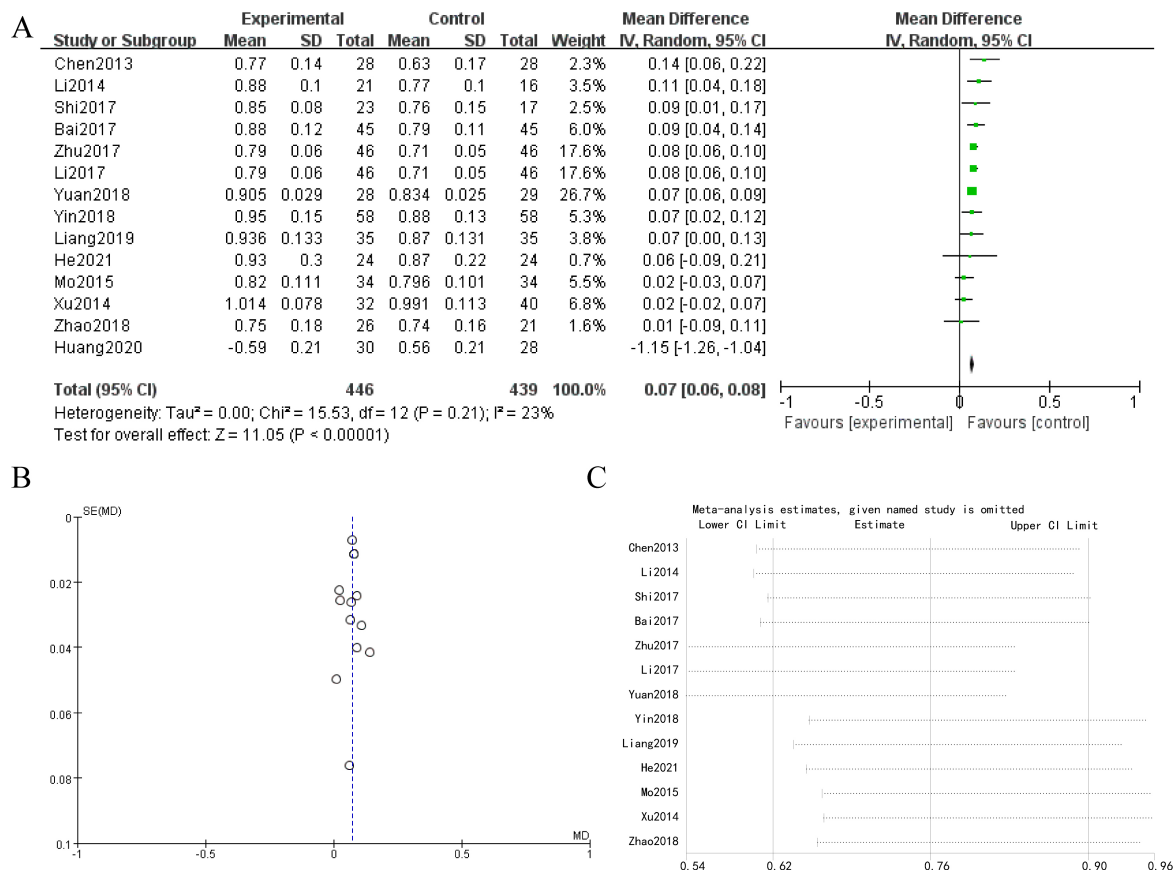 A
Experimental Control Mean Difference Mean Difference
Study or Subgroup Mean SD Total Mean SD Total Weight IV, Random, 95% CI IV, Random, 95% CI
Chen2013 0.77 0.14 28 0.63 0.17 28 2.3% 0.14 [0.06, 0.22]
Li2014 0.88 0.1 21 0.77 0.1 16 3.5% 0.11 [0.04, 0.18]
Shi2017 0.85 0.08 23 0.76 0.15 17 2.5% 0.09 [0.01, 0.17]
Bai2017 0.88 0.12 45 0.79 0.11 45 6.0% 0.09 [0.04, 0.14]
Zhu2017 0.79 0.06 46 0.71 0.05 46 17.6% 0.08 [0.06, 0.10]
Li2017 0.79 0.06 46 0.71 0.05 46 17.6% 0.08 [0.06, 0.10]
Yuan2018 0.905 0.029 28 0.834 0.025 29 26.7% 0.07 [0.06, 0.09]
Yin2018 0.95 0.15 58 0.88 0.13 58 5.3% 0.07 [0.02, 0.12]
Liang2019 0.936 0.133 35 0.87 0.131 35 3.8% 0.07 [0.00, 0.13]
He2021 0.93 0.3 24 0.87 0.22 24 0.7% 0.06 [-0.09, 0.21]
Mo2015 0.82 0.111 34 0.796 0.101 34 5.5% 0.02 [-0.03, 0.07]
Xu2014 1.014 0.078 32 0.991 0.113 40 6.8% 0.02 [-0.02, 0.07]
Zhao2018 0.75 0.18 26 0.74 0.16 21 1.6% 0.01 [-0.09, 0.11]
Huang2020 -0.59 0.21 30 0.56 0.21 28 -1.15 [-1.26, -1.04]
Total (95% CI) 446 439 100.0% 0.07 [0.06, 0.08]
Heterogeneity: Tau² = 0.00; Chi² = 15.53, df = 12 (P = 0.21); I² = 23%
Test for overall effect: Z = 11.05 (P < 0.00001)
-1 -0.5 0 0.5 1
Favours [experimental] Favours [control]
B
SE(MD)
0
0.02
0.04
0.06
0.08
0.1
MD
-1 -0.5 0 0.5 1
C
Meta-analysis estimates, given named study is omitted
Lower CI Limit Estimate Upper CI Limit
Chen2013
Li2014
Shi2017
Bai2017
Zhu2017
Li2017
Yuan2018
Yin2018
Liang2019
He2021
Mo2015
Xu2014
Zhao2018
0.54 0.62 0.76 0.90 0.96